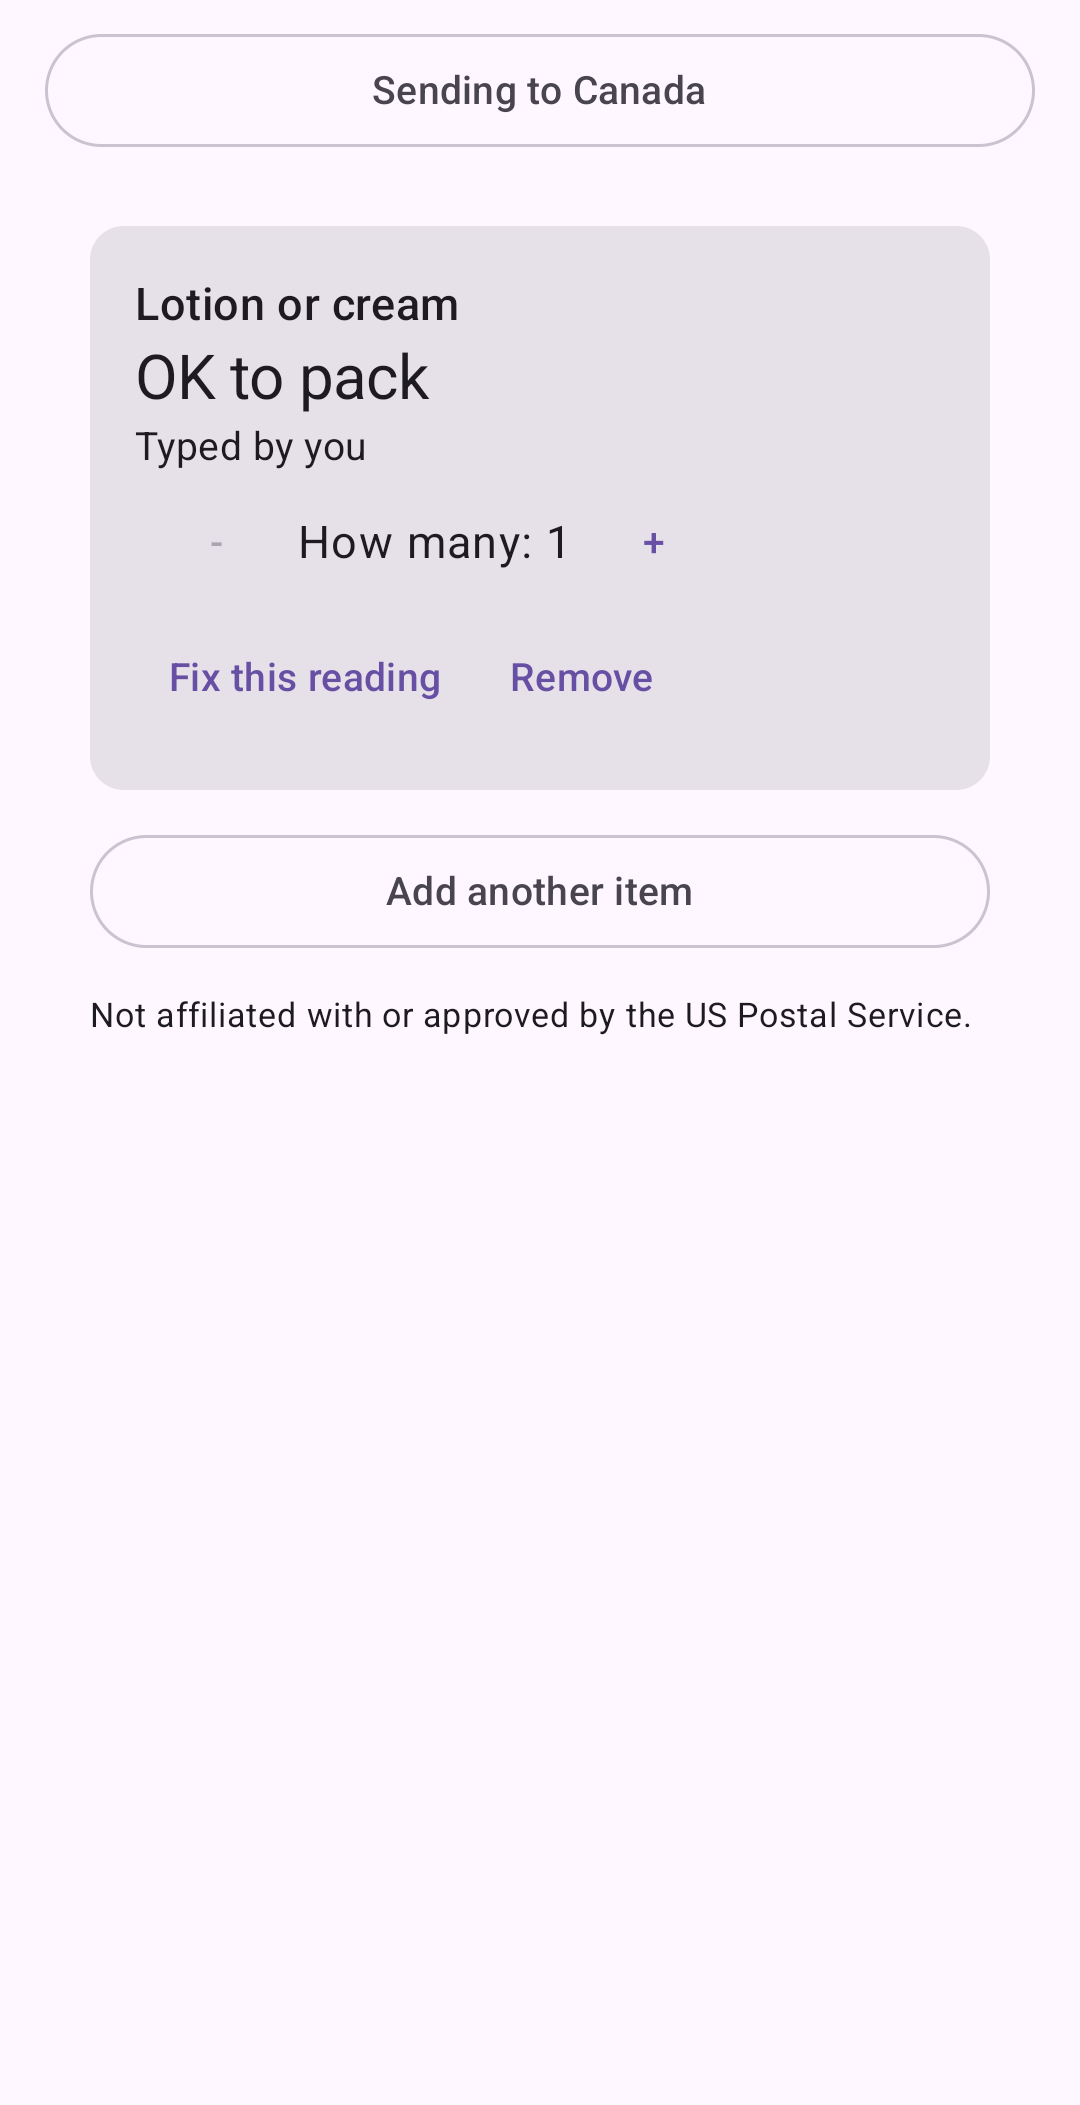 Sending to Canada
Lotion or cream
OK to pack
Typed by you
- How many: 1 +
Fix this reading Remove
Add another item
Not affiliated with or approved by the US Postal Service.